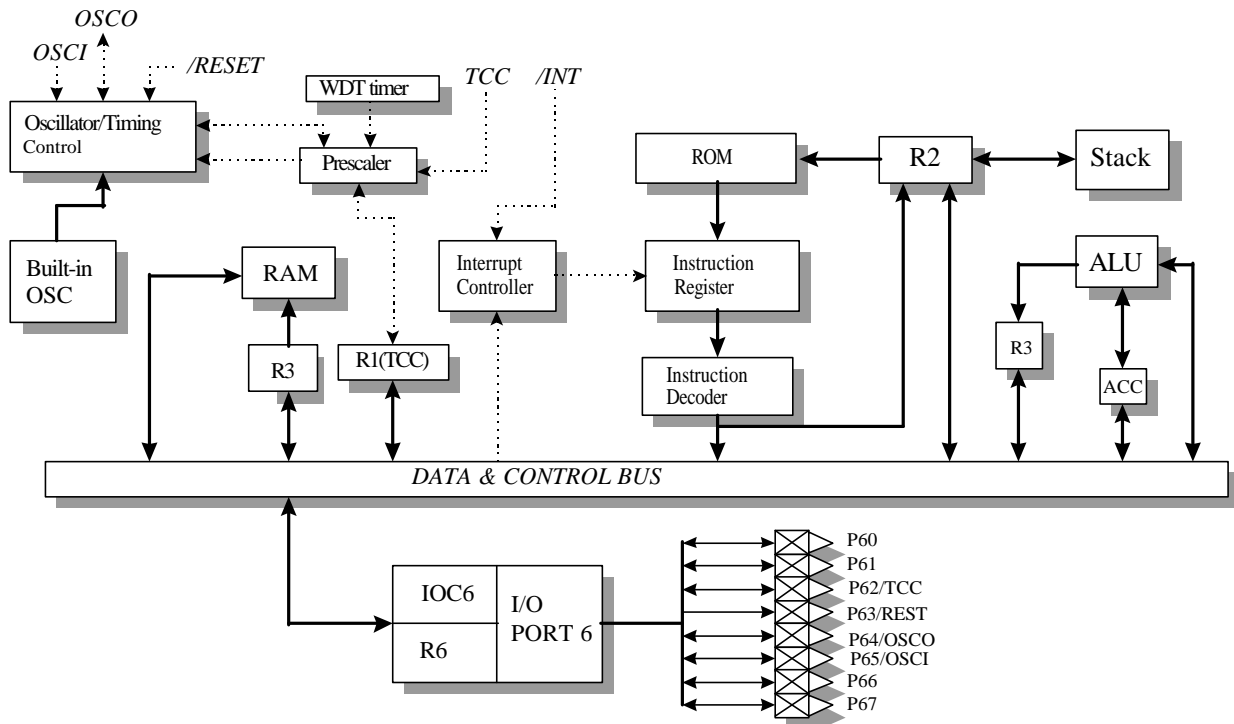 OSCO
OSCI
/RESET
WDT timer
TCC
/INT
Oscillator/Timing
Control
Prescaler
ROM
R2
Stack
Built-in
OSC
RAM
Interrupt
Controller
Instruction
Register
ALU
R3
R1(TCC)
Instruction
Decoder
R3
ACC
DATA & CONTROL BUS
IOC6
R6
I/O
PORT 6
P60
P61
P62/TCC
P63/REST
P64/OSCO
P65/OSCI
P66
P67